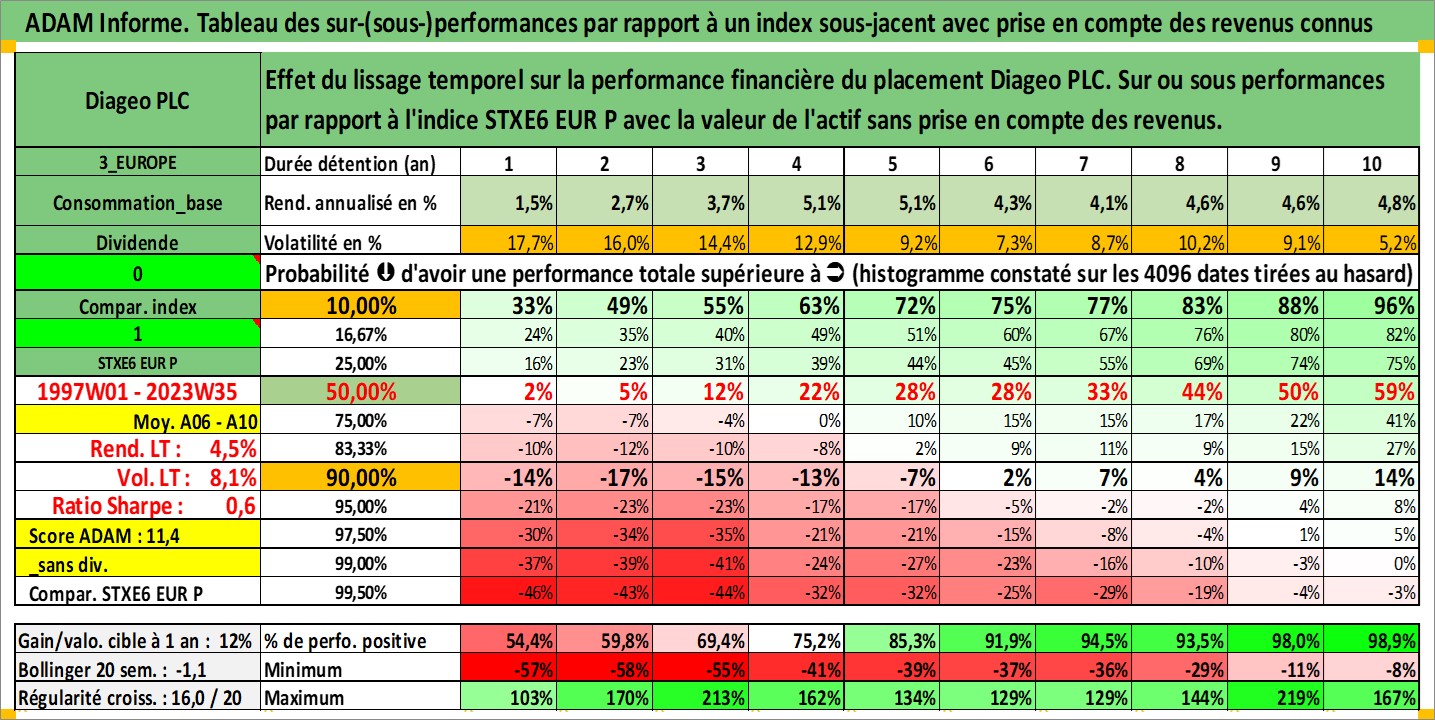 ADAM Informe. Tableau des sur-(sous-)performances par rapport à un index sous-jacent avec prise en compte des revenus connus
Diageo PLC
Effet du lissage temporel sur la performance financière du placement Diageo PLC. Sur ou sous performances
par rapport à l'indice STXE6 EUR P avec la valeur de l'actif sans prise en compte des revenus.
3_EUROPE Durée détention (an) 1 2 3 4 5 6 7 8 9 10
Consommation_base Rend. annualisé en % 1,5% 2,7% 3,7% 5,1% 5,1% 4,3% 4,1% 4,6% 4,6% 4,8%
Dividende Volatilité en % 17,7% 16,0% 14,4% 12,9% 9,2% 7,3% 8,7% 10,2% 9,1% 5,2%
0 Probabilité ⬇ d'avoir une performance totale supérieure à ➲ (histogramme constaté sur les 4096 dates tirées au hasard)
Compar. index 10,00% 33% 49% 55% 63% 72% 75% 77% 83% 88% 96%
1 16,67% 24% 35% 40% 49% 51% 60% 67% 76% 80% 82%
STXE6 EUR P 25,00% 16% 23% 31% 39% 44% 45% 55% 69% 74% 75%
1997W01 - 2023W35 50,00% 2% 5% 12% 22% 28% 28% 33% 44% 50% 59%
Moy. A06 - A10 75,00% -7% -7% -4% 0% 10% 15% 15% 17% 22% 41%
Rend. LT : 4,5% 83,33% -10% -12% -10% -8% 2% 9% 11% 9% 15% 27%
Vol. LT : 8,1% 90,00% -14% -17% -15% -13% -7% 2% 7% 4% 9% 14%
Ratio Sharpe : 0,6 95,00% -21% -23% -23% -17% -17% -5% -2% -2% 4% 8%
Score ADAM : 11,4 97,50% -30% -34% -35% -21% -21% -15% -8% -4% 1% 5%
_sans div. 99,00% -37% -39% -41% -24% -27% -23% -16% -10% -3% 0%
Compar. STXE6 EUR P 99,50% -46% -43% -44% -32% -32% -25% -29% -19% -4% -3%
Gain/valo. cible à 1 an : 12% % de perfo. positive 54,4% 59,8% 69,4% 75,2% 85,3% 91,9% 94,5% 93,5% 98,0% 98,9%
Bollinger 20 sem. : -1,1 Minimum -57% -58% -55% -41% -39% -37% -36% -29% -11% -8%
Régularité croiss. : 16,0 / 20 Maximum 103% 170% 213% 162% 134% 129% 129% 144% 219% 167%